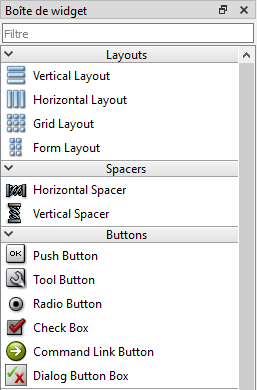 Boîte de widget
Filtre
Layouts
Vertical Layout
Horizontal Layout
Grid Layout
Form Layout
Spacers
Horizontal Spacer
Vertical Spacer
Buttons
OK Push Button
Tool Button
Radio Button
Check Box
Command Link Button
Dialog Button Box